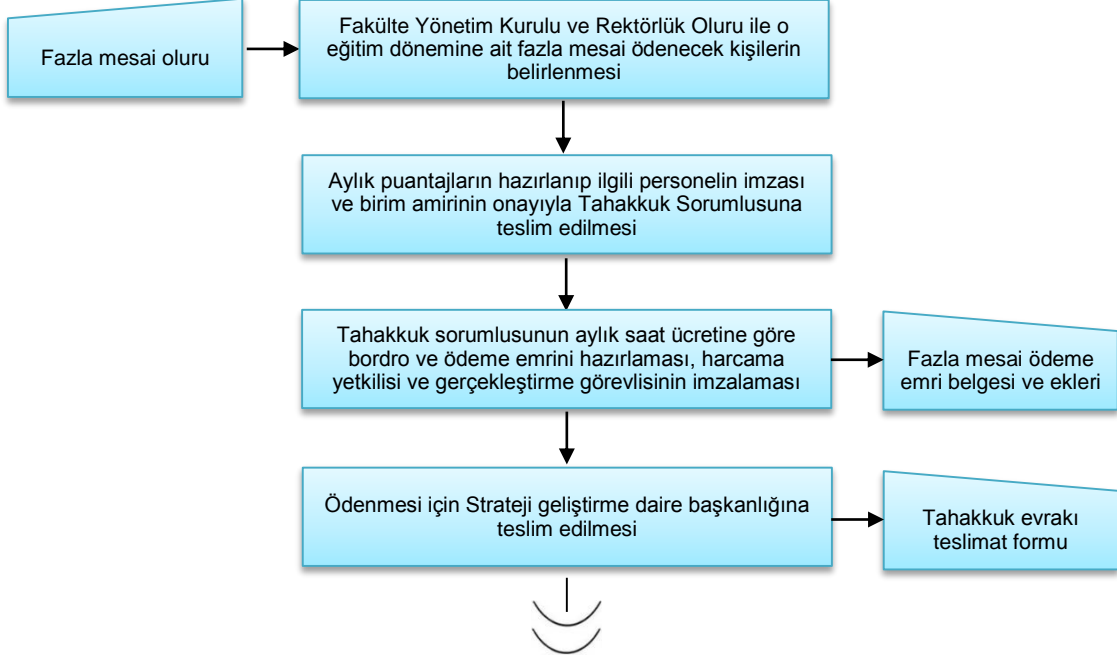 Fazla mesai oluru
Fakülte Yönetim Kurulu ve Rektörlük Oluru ile o
eğitim dönemine ait fazla mesai ödenecek kişilerin
belirlenmesi
Aylık puantajların hazırlanıp ilgili personelin imzası
ve birim amirinin onayıyla Tahakkuk Sorumlusuna
teslim edilmesi
Tahakkuk sorumlusunun aylık saat ücretine göre
bordro ve ödeme emrini hazırlaması, harcama
yetkilisi ve gerçekleştirme görevlisinin imzalaması
Fazla mesai ödeme
emri belgesi ve ekleri
Ödenmesi için Strateji geliştirme daire başkanlığına
teslim edilmesi
Tahakkuk evrakı
teslimat formu